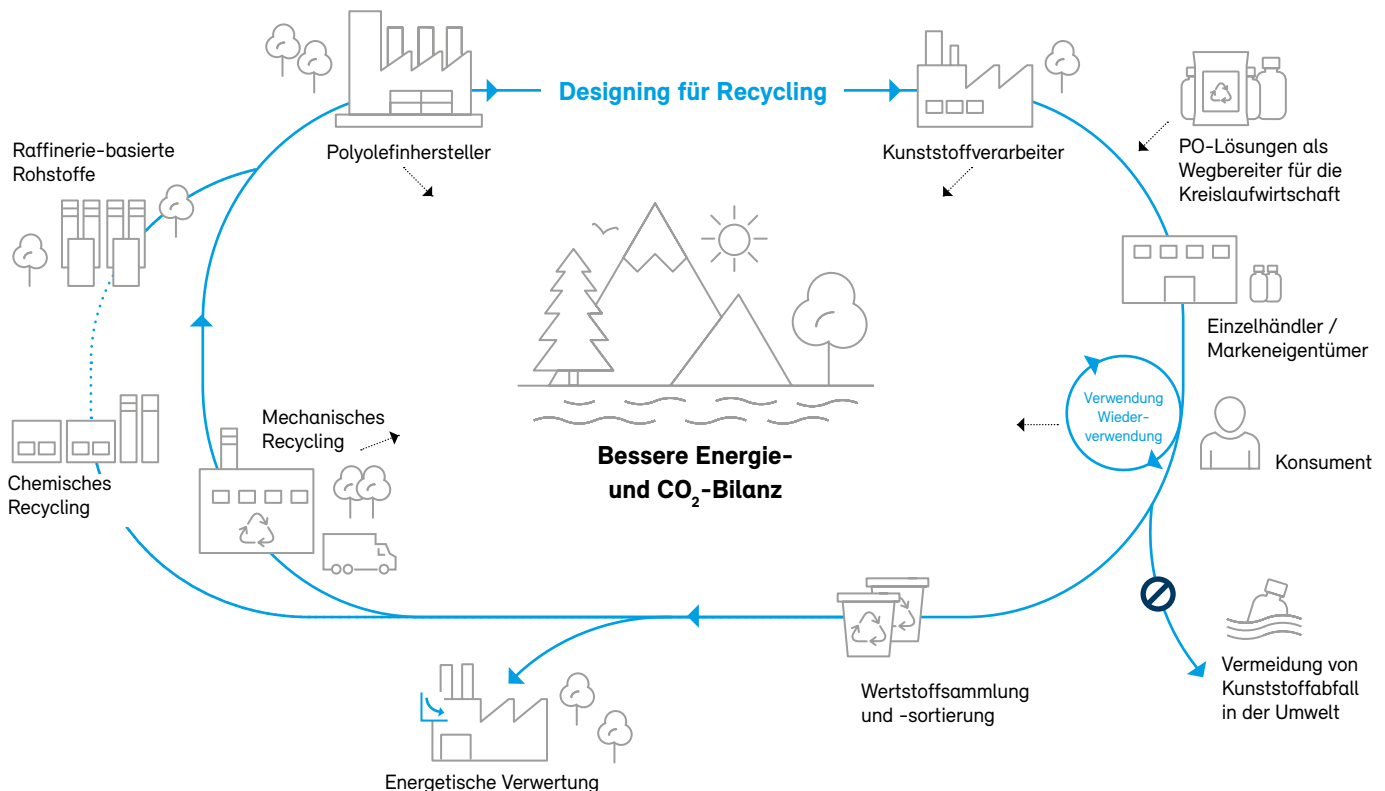 Designing für Recycling
Raffinerie-basierte
Rohstoffe
Polyolefinhersteller
Kunststoffverarbeiter
PO-Lösungen als
Wegbereiter für die
Kreislaufwirtschaft
Einzelhändler /
Markeneigentümer
Verwendung
Wieder-
verwendung
Konsument
Mechanisches
Recycling
Bessere Energie-
und CO₂-Bilanz
Chemisches
Recycling
Wertstoffsammlung
und -sortierung
Vermeidung von
Kunststoffabfall
in der Umwelt
Energetische Verwertung